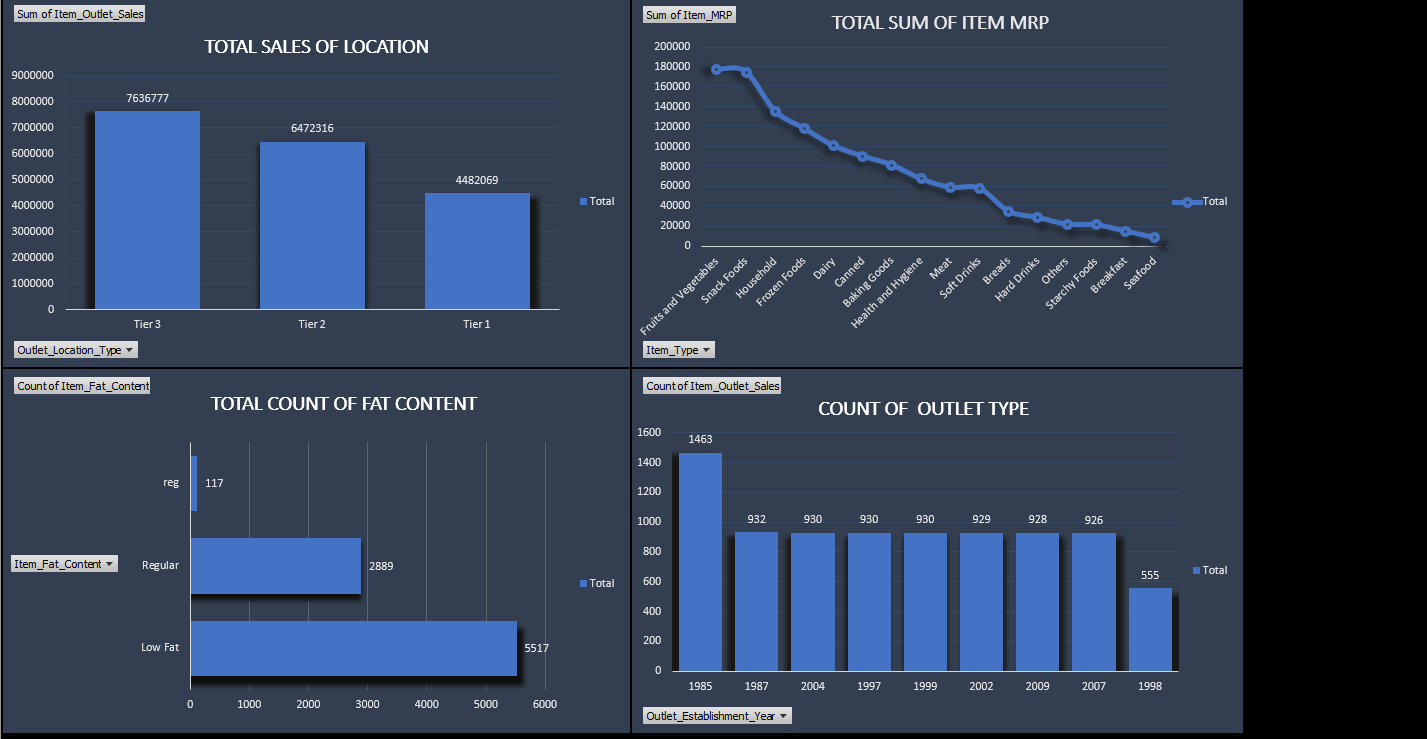 Sum of Item_Outlet_Sales
TOTAL SALES OF LOCATION
9000000
8000000
7000000
6000000
5000000
4000000
3000000
2000000
1000000
0
7636777
6472316
4482069
Tier 3
Tier 2
Tier 1
Total
Outlet_Location_Type
Sum of Item_MRP
TOTAL SUM OF ITEM MRP
200000
180000
160000
140000
120000
100000
80000
60000
40000
20000
0
Fruits and Vegetables
Snack Foods
Household
Frozen Foods
Dairy
Canned
Baking Goods
Health and Hygiene
Meat
Soft Drinks
Breads
Hard Drinks
Others
Starchy Foods
Breakfast
Seafood
Total
Item_Type
Count of Item_Fat_Content
TOTAL COUNT OF FAT CONTENT
reg
117
Item_Fat_Content
Regular
2889
Total
Low Fat
5517
0
1000
2000
3000
4000
5000
6000
Count of Item_Outlet_Sales
COUNT OF  OUTLET TYPE
1600
1400
1200
1000
800
600
400
200
0
1463
932
930
930
930
929
928
926
555
1985
1987
2004
1997
1999
2002
2009
2007
1998
Total
Outlet_Establishment_Year